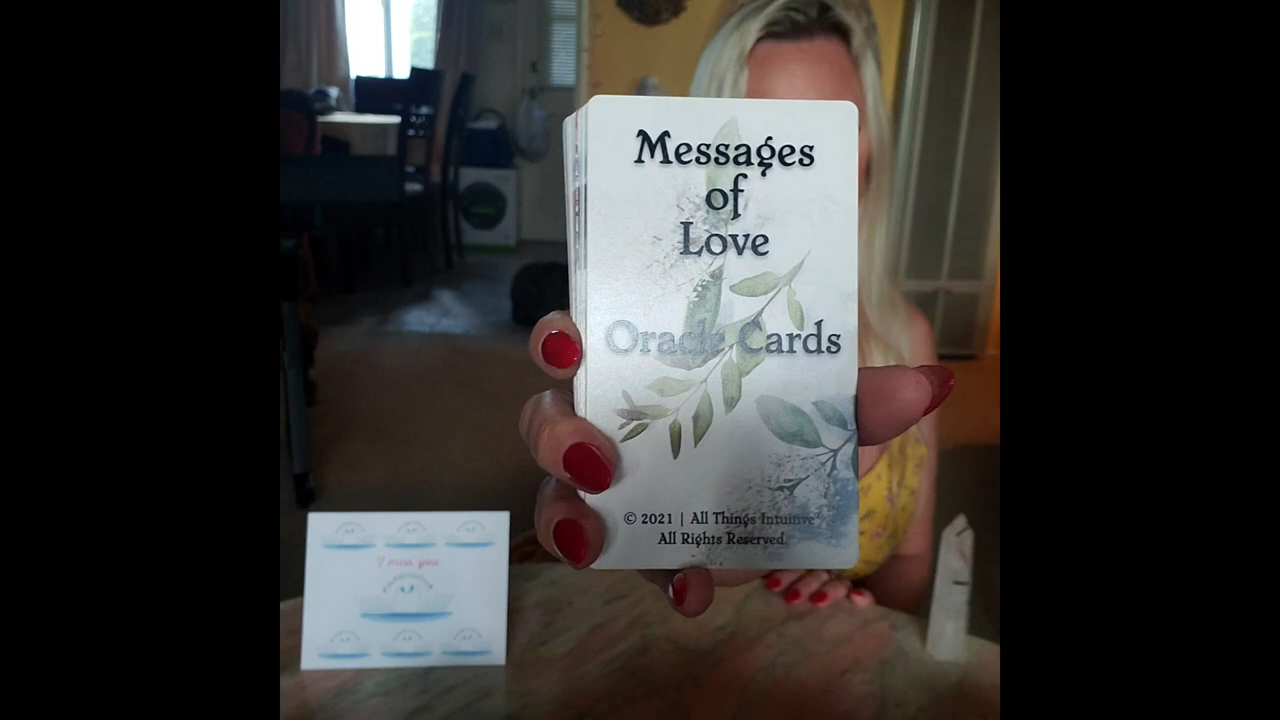 Messages
of
Love
Oracle Cards
© 2021 | All Things Intuitive
All Rights Reserved.
I miss you